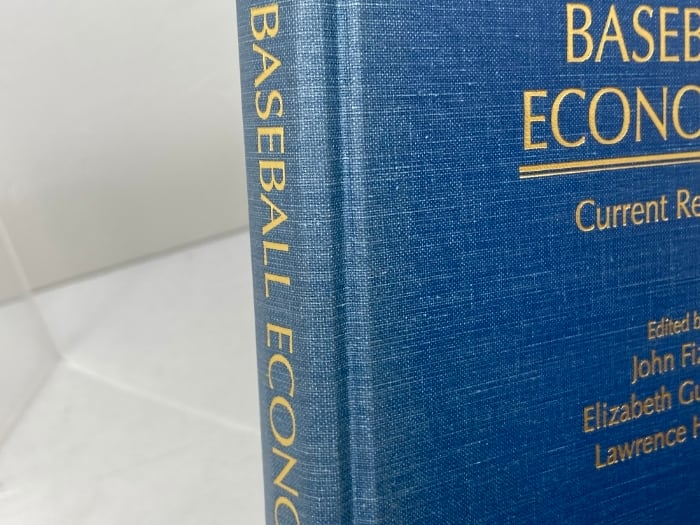 BASEBALL ECONO
BASEB
ECONO
Current Re
Edited b
John Fiz
Elizabeth Gu
Lawrence H